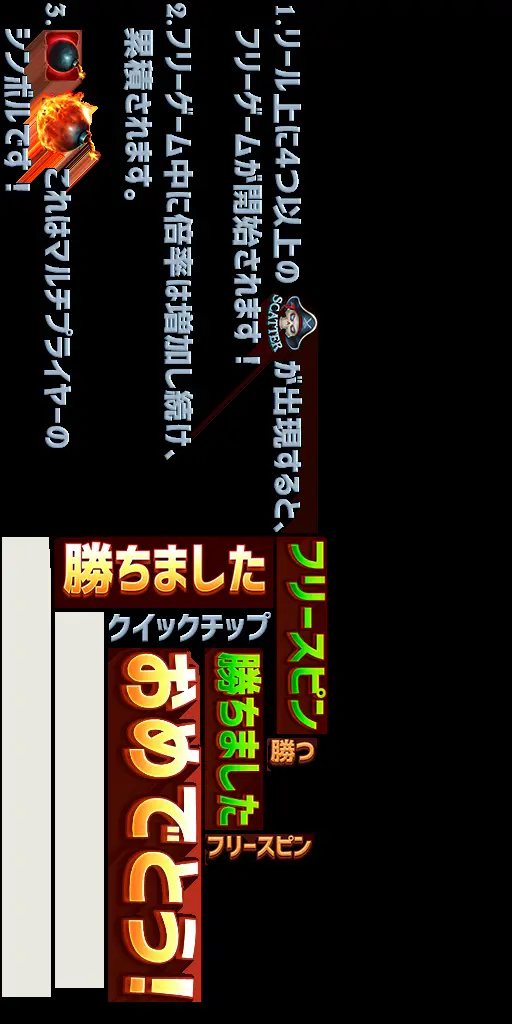 1. リール上に4つ以上の SCATTER が出現すると、
フリーゲームが開始されます！
2. フリーゲーム中に倍率は増加し続け、
累積されます。
3. これはマルチプライヤーの
シンボルです！
勝ちました
フリースピン
クイックチップ
おめでとう!
勝ちました
勝つ
フリースピン